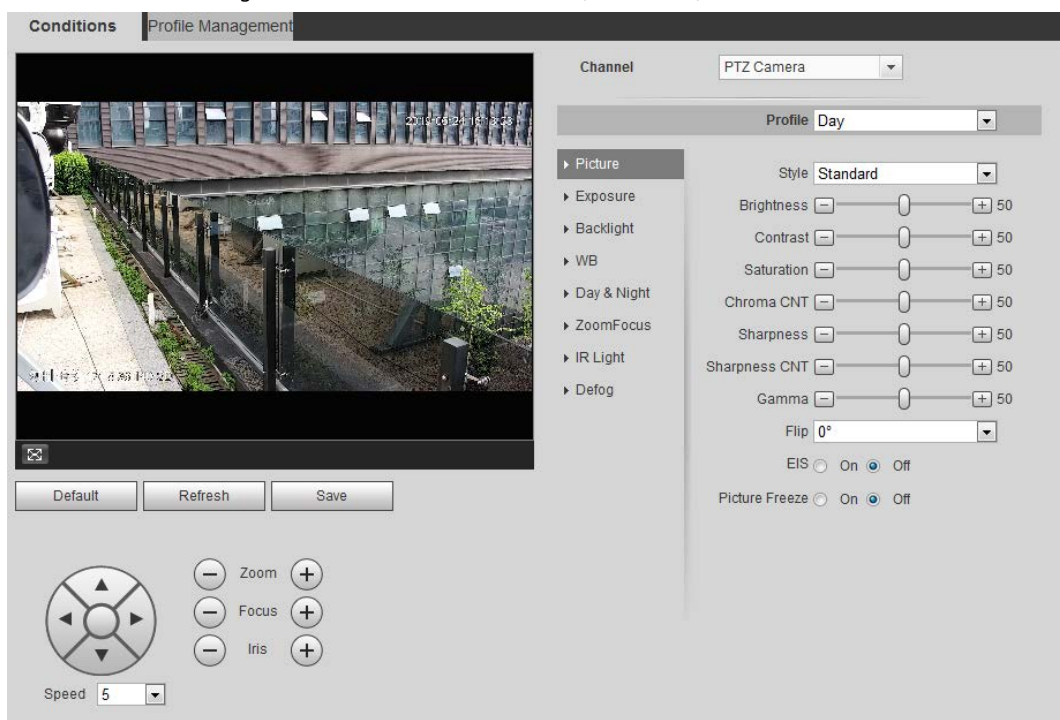 Conditions Profile Management
Channel PTZ Camera
Profile Day
Picture
Exposure
Backlight
WB
Day & Night
ZoomFocus
IR Light
Defog
Style Standard
Brightness 50
Contrast 50
Saturation 50
Chroma CNT 50
Sharpness 50
Sharpness CNT 50
Gamma 50
Flip 0°
EIS On Off
Picture Freeze On Off
Default Refresh Save
Zoom
Focus
Iris
Speed 5